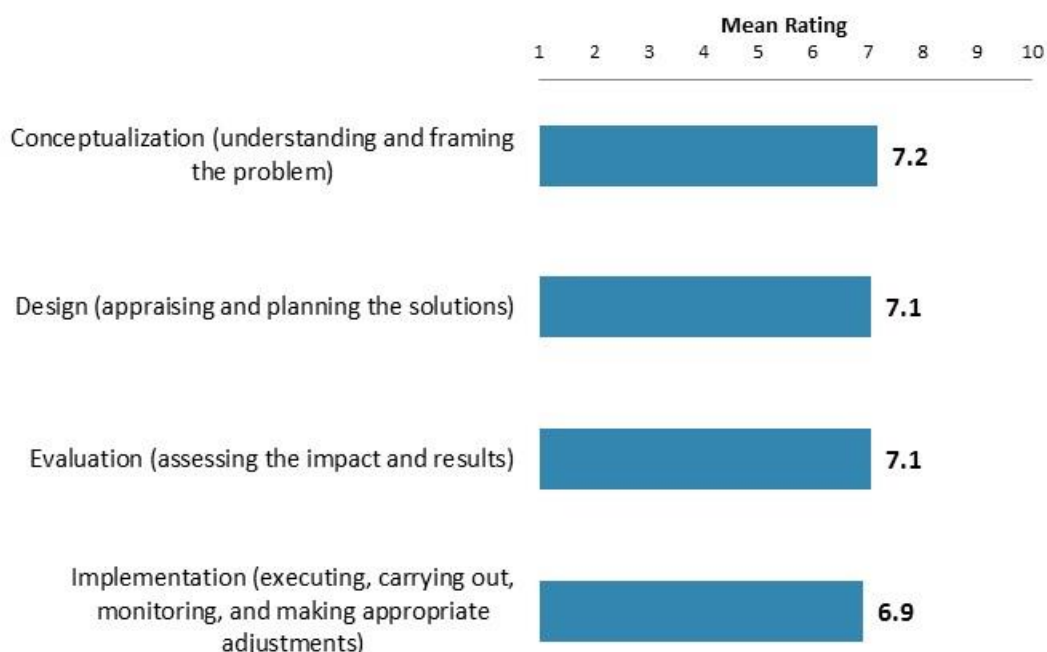 Mean Rating
1 2 3 4 5 6 7 8 9 10
Conceptualization (understanding and framing
the problem)
7.2
Design (appraising and planning the solutions)
7.1
Evaluation (assessing the impact and results)
7.1
Implementation (executing, carrying out,
monitoring, and making appropriate
adjustments)
6.9